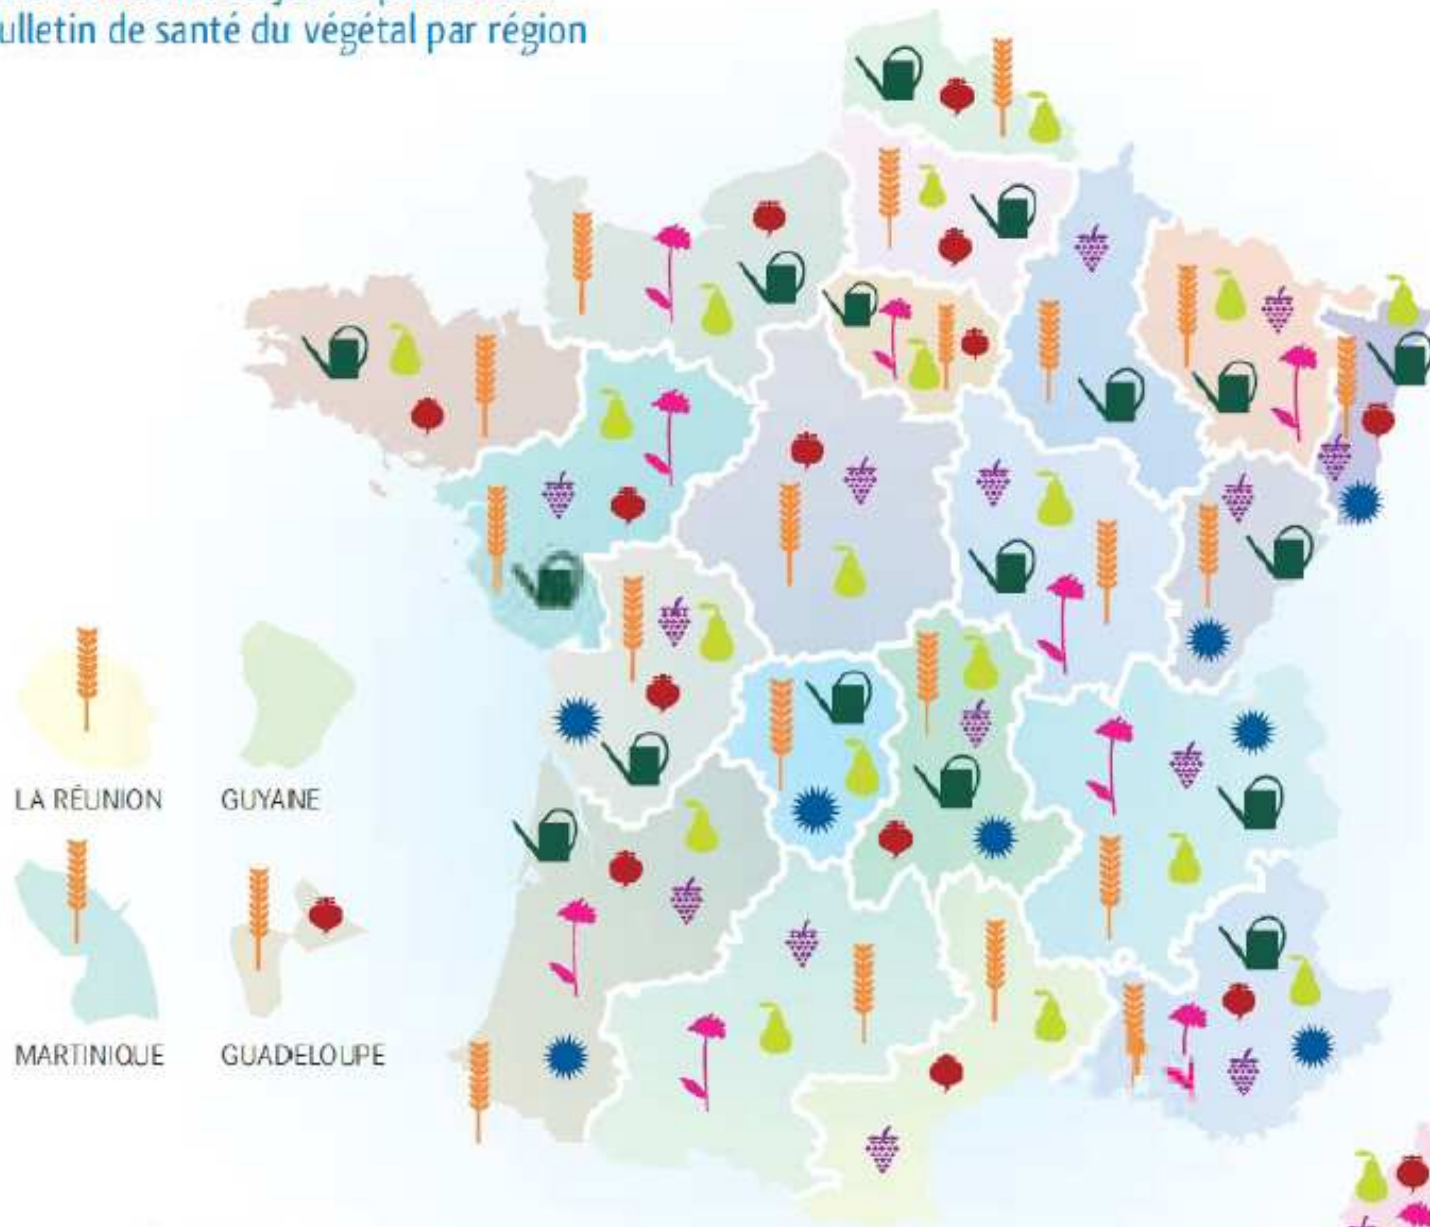 ulletin de santé du végétal par région
LA RÉUNION
GUYANE
MARTINIQUE
GUADELOUPE